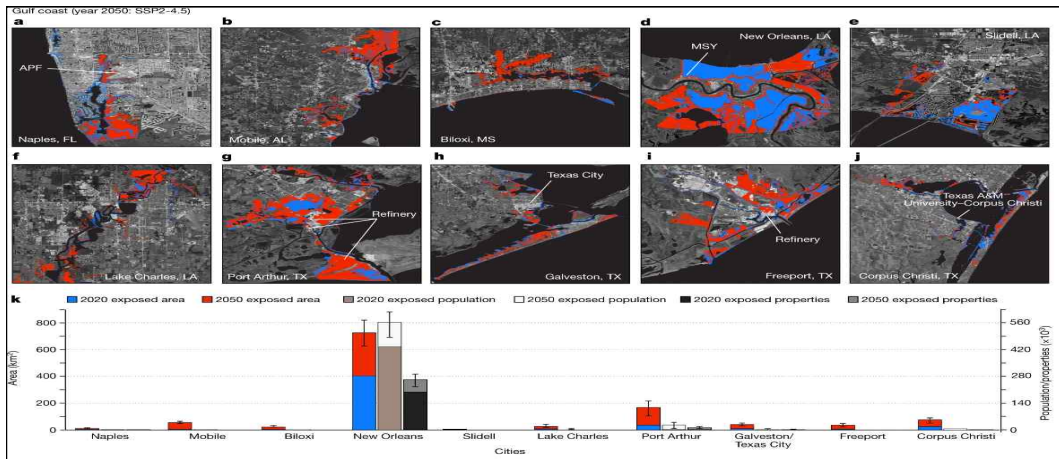 Gulf coast (year 2050: SSP2-4.5)
a
b
c
d
e
APF
Naples, FL
Mobile, AL
Biloxi, MS
New Orleans, LA
MSY
Slidell, LA
f
g
h
i
j
Lake Charles, LA
Refinery
Port Arthur, TX
Texas City
Galveston, TX
Refinery
Freeport, TX
Texas A&M
University–Corpus Christi
Corpus Christi, TX
k
2020 exposed area
2050 exposed area
2020 exposed population
2050 exposed population
2020 exposed properties
2050 exposed properties
Area (km²)
800
600
400
200
0
560
420
280
140
0
Population/properties (×10³)
Naples
Mobile
Biloxi
New Orleans
Slidell
Lake Charles
Port Arthur
Galveston/
Texas City
Freeport
Corpus Christi
Cities